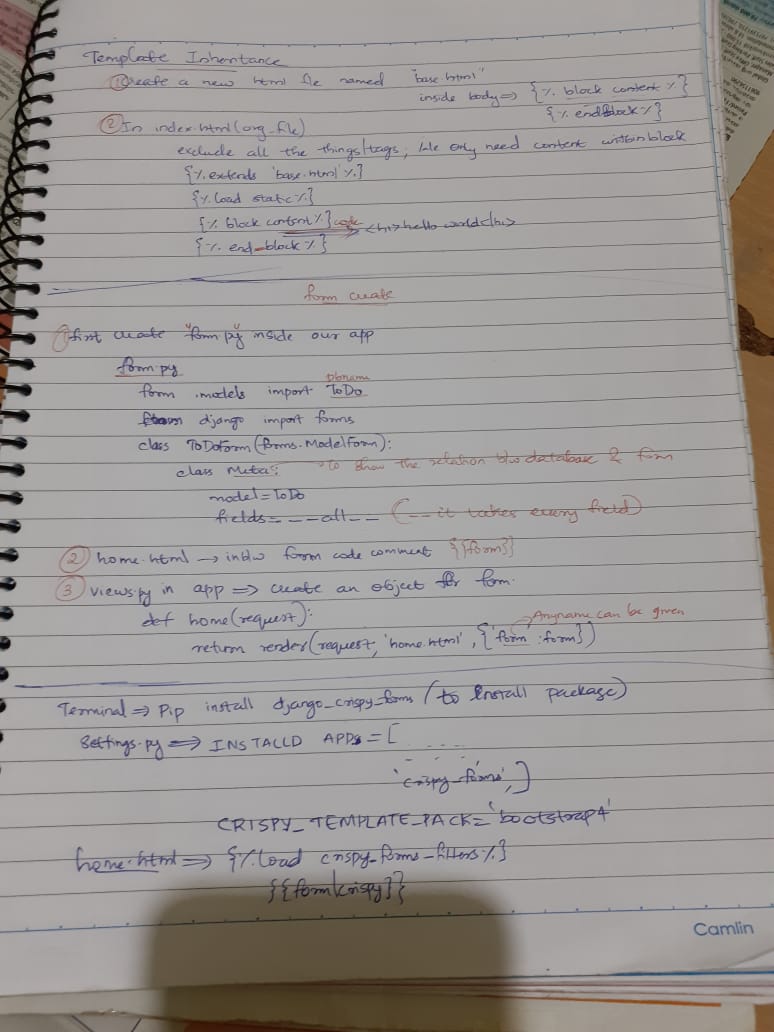 Template Inheritance
① Create a new html file named "base.html"
inside body => {% block content %}
{% endblock %}
② In index.html (org_file)
exclude all the things/tags, We only need content within block
{% extends 'base.html' %}
{% load static %}
{% block content %} code <h1>hello world</h1>
{% end_block %}
form create
① first create "form.py" inside our app
form.py
dbname
form .models import ToDo
from django import forms
class ToDoForm(forms.ModelForm):
class Meta: to show the relation b/w database & form
model = ToDo
fields = __all__ (__ it takes every field)
② home.html → in b/w form code comment {{form}}
③ views.py in app => create an object for form.
def home(request):
Anyname can be given
return render(request, 'home.html', {'form':form})
Terminal => Pip install django_crispy_forms (to install package)
Settings.py => INSTALLD APPs = [ ....
. . .
'crispy_forms',]
CRISPY_TEMPLATE_PACK='bootstrap4'
home.html => {% load crispy_forms_filters %}
{{form|crispy}}
Camlin